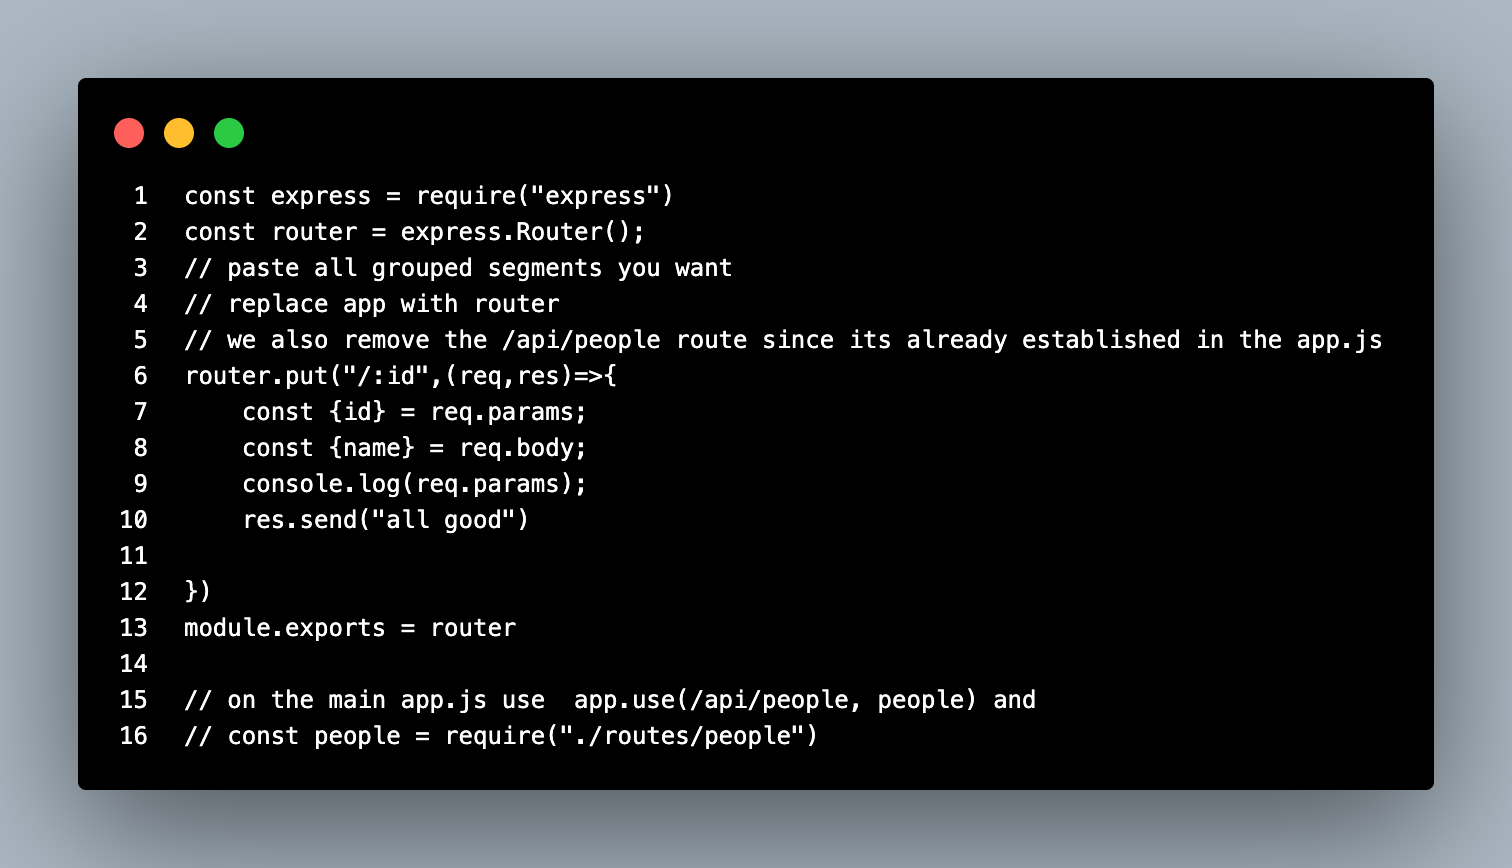 1 const express = require("express")
2 const router = express.Router();
3 // paste all grouped segments you want
4 // replace app with router
5 // we also remove the /api/people route since its already established in the app.js
6 router.put("/:id",(req,res)=>{
7     const {id} = req.params;
8     const {name} = req.body;
9     console.log(req.params);
10     res.send("all good")
11
12 })
13 module.exports = router
14
15 // on the main app.js use  app.use(/api/people, people) and
16 // const people = require("./routes/people")